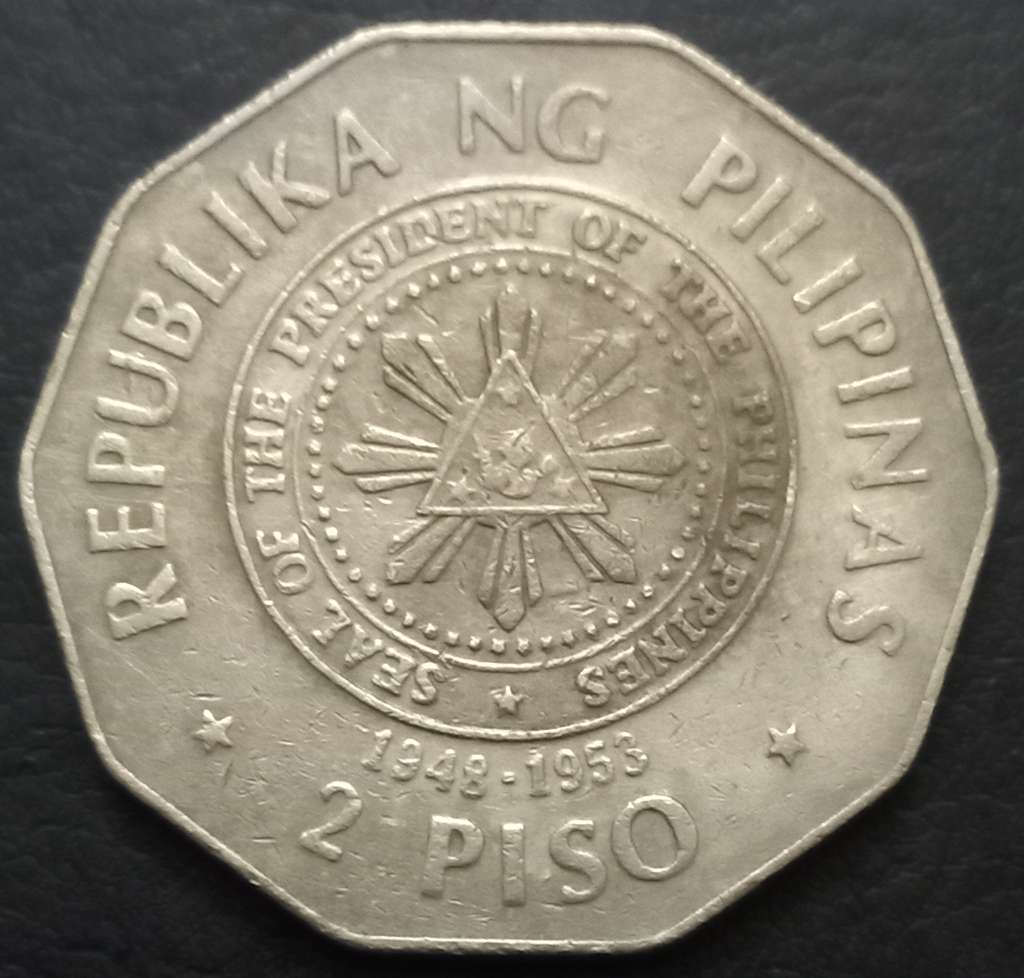 REPUBLIKA NG PILIPINAS
SEAL OF THE PRESIDENT OF THE PHILIPPINES
1948-1953
2 PISO